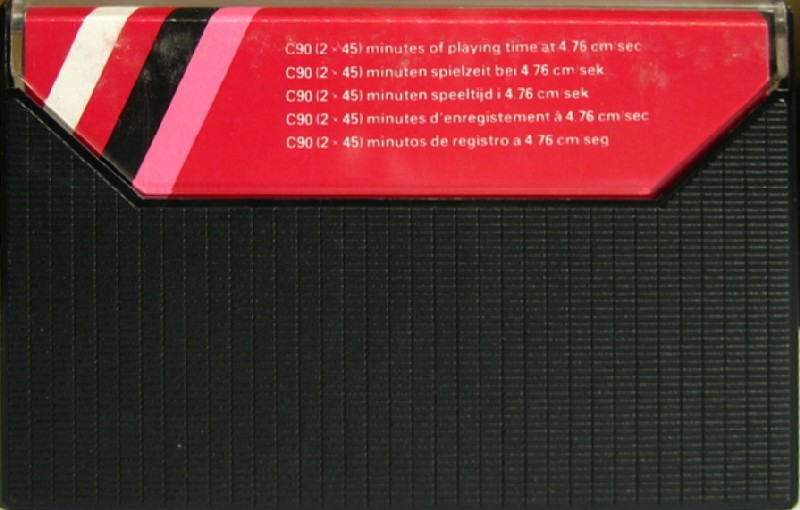 C90 (2 × 45) minutes of playing time at 4.76 cm/sec
C90 (2 × 45) minuten spielzeit bei 4.76 cm/sek
C90 (2 × 45) minuten speeltijd i 4.76 cm/sek
C90 (2 × 45) minutes d'enregistement à 4.76 cm/sec
C90 (2 × 45) minutos de registro a 4.76 cm/seg